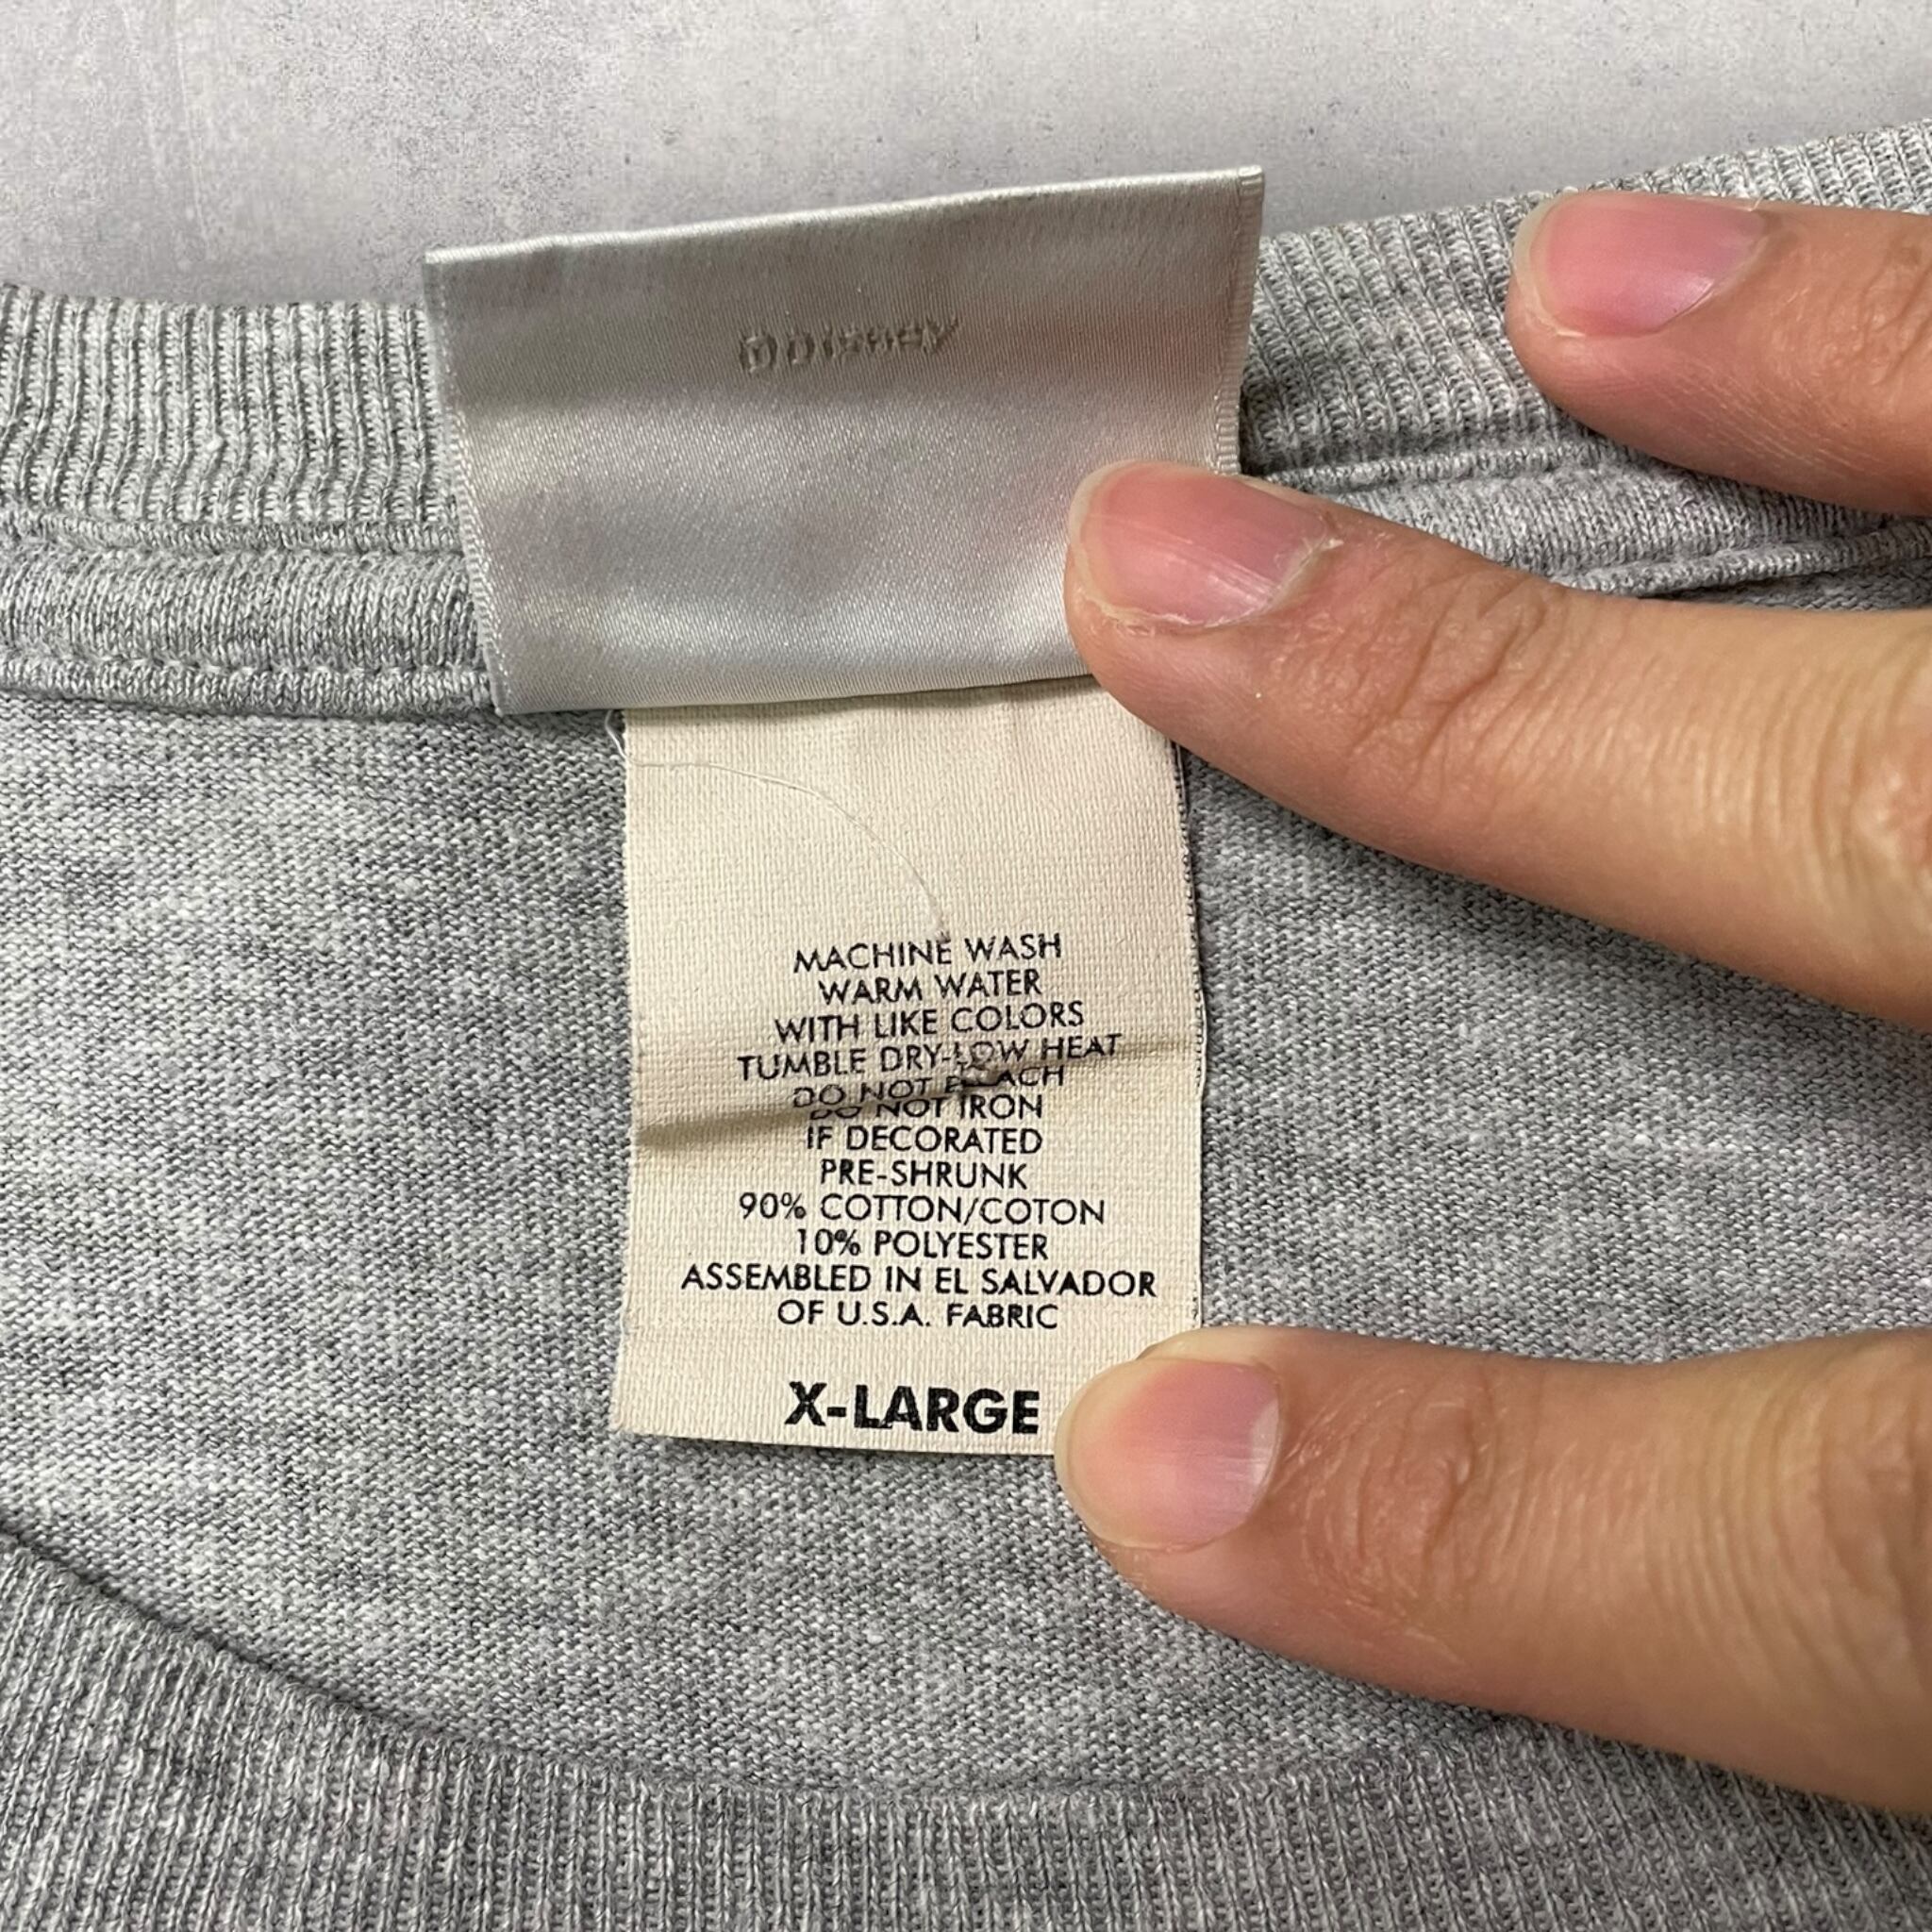 ©Disney
MACHINE WASH
WARM WATER
WITH LIKE COLORS
TUMBLE DRY-LOW HEAT
DO NOT BLEACH
DO NOT IRON
IF DECORATED
PRE-SHRUNK
90% COTTON/COTON
10% POLYESTER
ASSEMBLED IN EL SALVADOR
OF U.S.A. FABRIC
X-LARGE